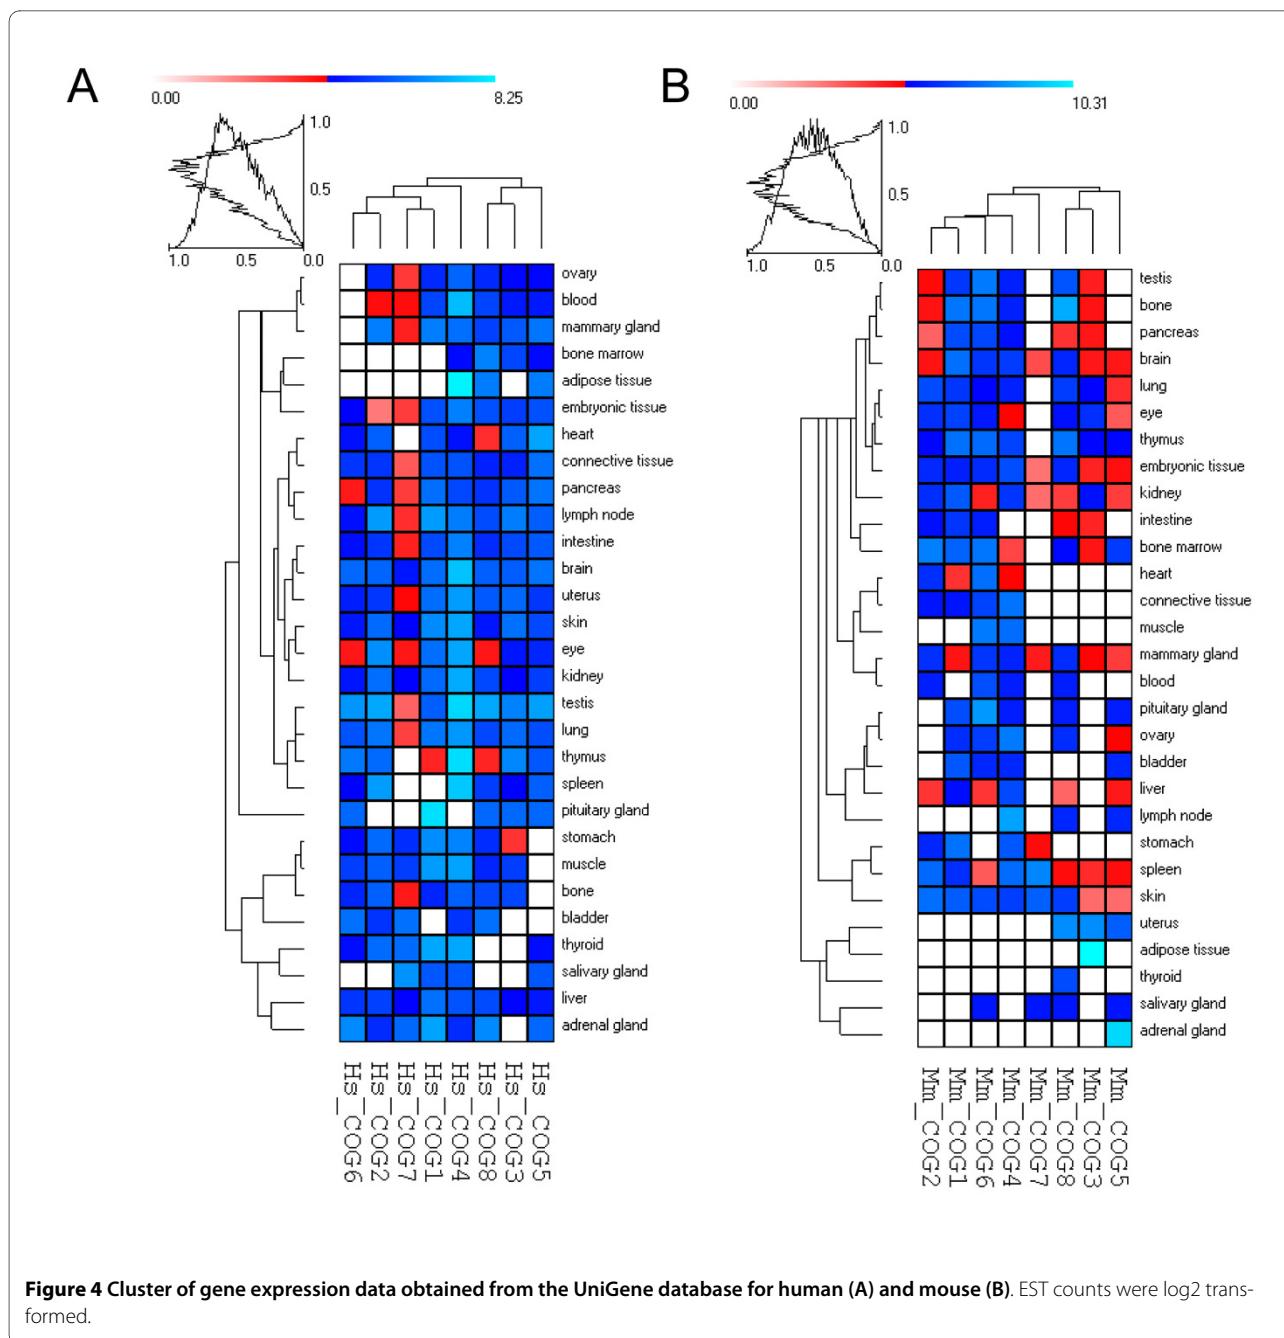 A
B
0.00
8.25
0.00
10.31
1.0
0.5
1.0
0.5
0.0
1.0
0.5
1.0
0.5
0.0
ovary
blood
mammary gland
bone marrow
adipose tissue
embryonic tissue
heart
connective tissue
pancreas
lymph node
intestine
brain
uterus
skin
eye
kidney
testis
lung
thymus
spleen
pituitary gland
stomach
muscle
bone
bladder
thyroid
salivary gland
liver
adrenal gland
Hs_COG6
Hs_COG2
Hs_COG7
Hs_COG1
Hs_COG4
Hs_COG8
Hs_COG3
Hs_COG5
testis
bone
pancreas
brain
lung
eye
thymus
embryonic tissue
kidney
intestine
bone marrow
heart
connective tissue
muscle
mammary gland
blood
pituitary gland
ovary
bladder
liver
lymph node
stomach
spleen
skin
uterus
adipose tissue
thyroid
salivary gland
adrenal gland
Mm_COG2
Mm_COG1
Mm_COG6
Mm_COG4
Mm_COG7
Mm_COG8
Mm_COG3
Mm_COG5
Figure 4 Cluster of gene expression data obtained from the UniGene database for human (A) and mouse (B). EST counts were log2 trans-
formed.